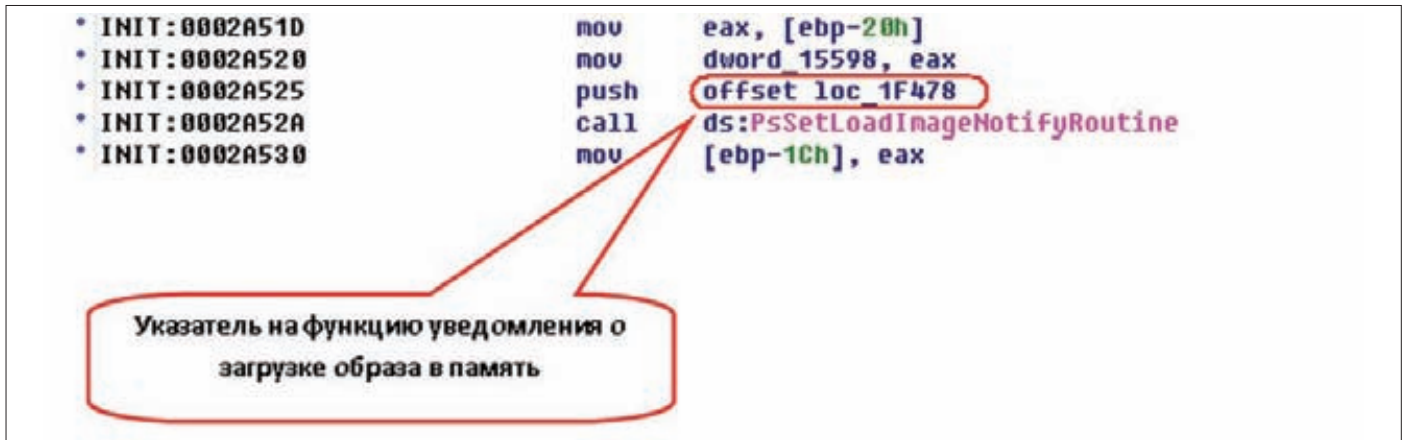 * INIT:0002A51D mov eax, [ebp-20h]
* INIT:0002A520 mov dword_15598, eax
* INIT:0002A525 push offset loc_1F478
* INIT:0002A52A call ds:PsSetLoadImageNotifyRoutine
* INIT:0002A530 mov [ebp-1Ch], eax
Указатель на функцию уведомления о
загрузке образа в память